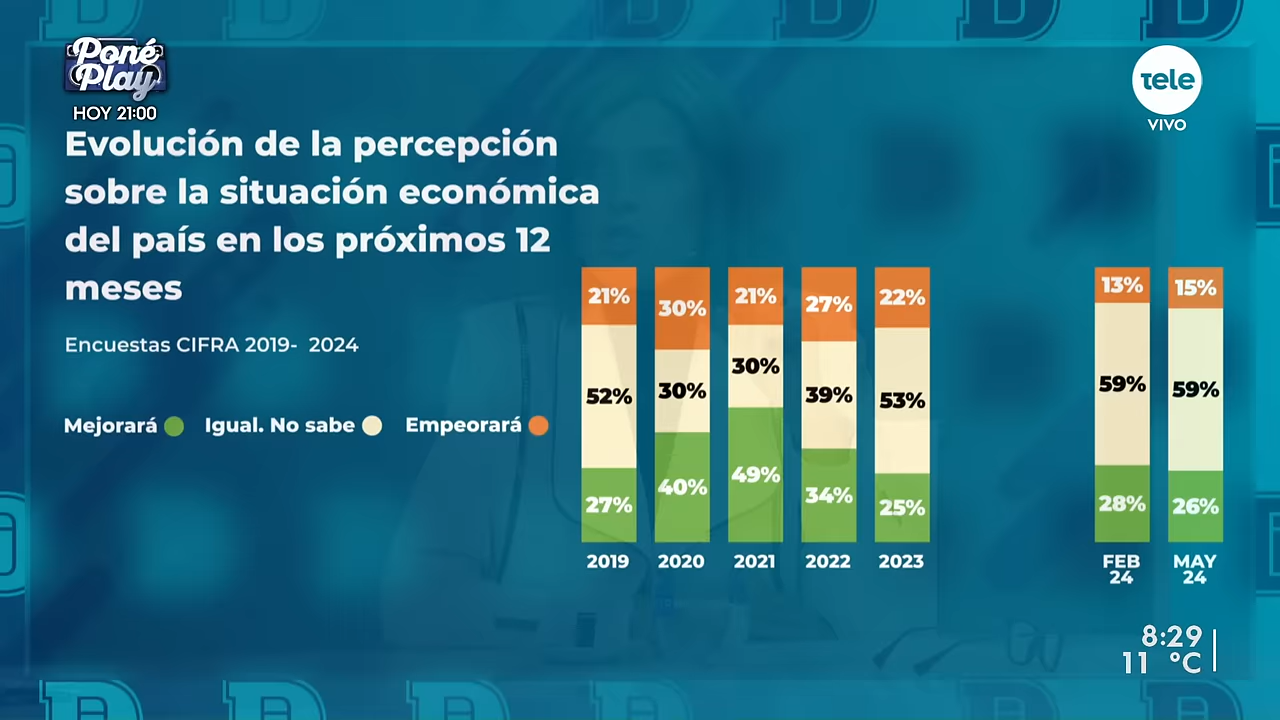 Poné
Play
HOY 21:00
tele
VIVO
Evolución de la percepción
sobre la situación económica
del país en los próximos 12
meses
Encuestas CIFRA 2019- 2024
Mejorará Igual. No sabe Empeorará
21% 30% 21% 27% 22% 13% 15%
52% 30% 30% 39% 53% 59% 59%
27% 40% 49% 34% 25% 28% 26%
2019 2020 2021 2022 2023 FEB MAY
24 24
8:29
11 °C